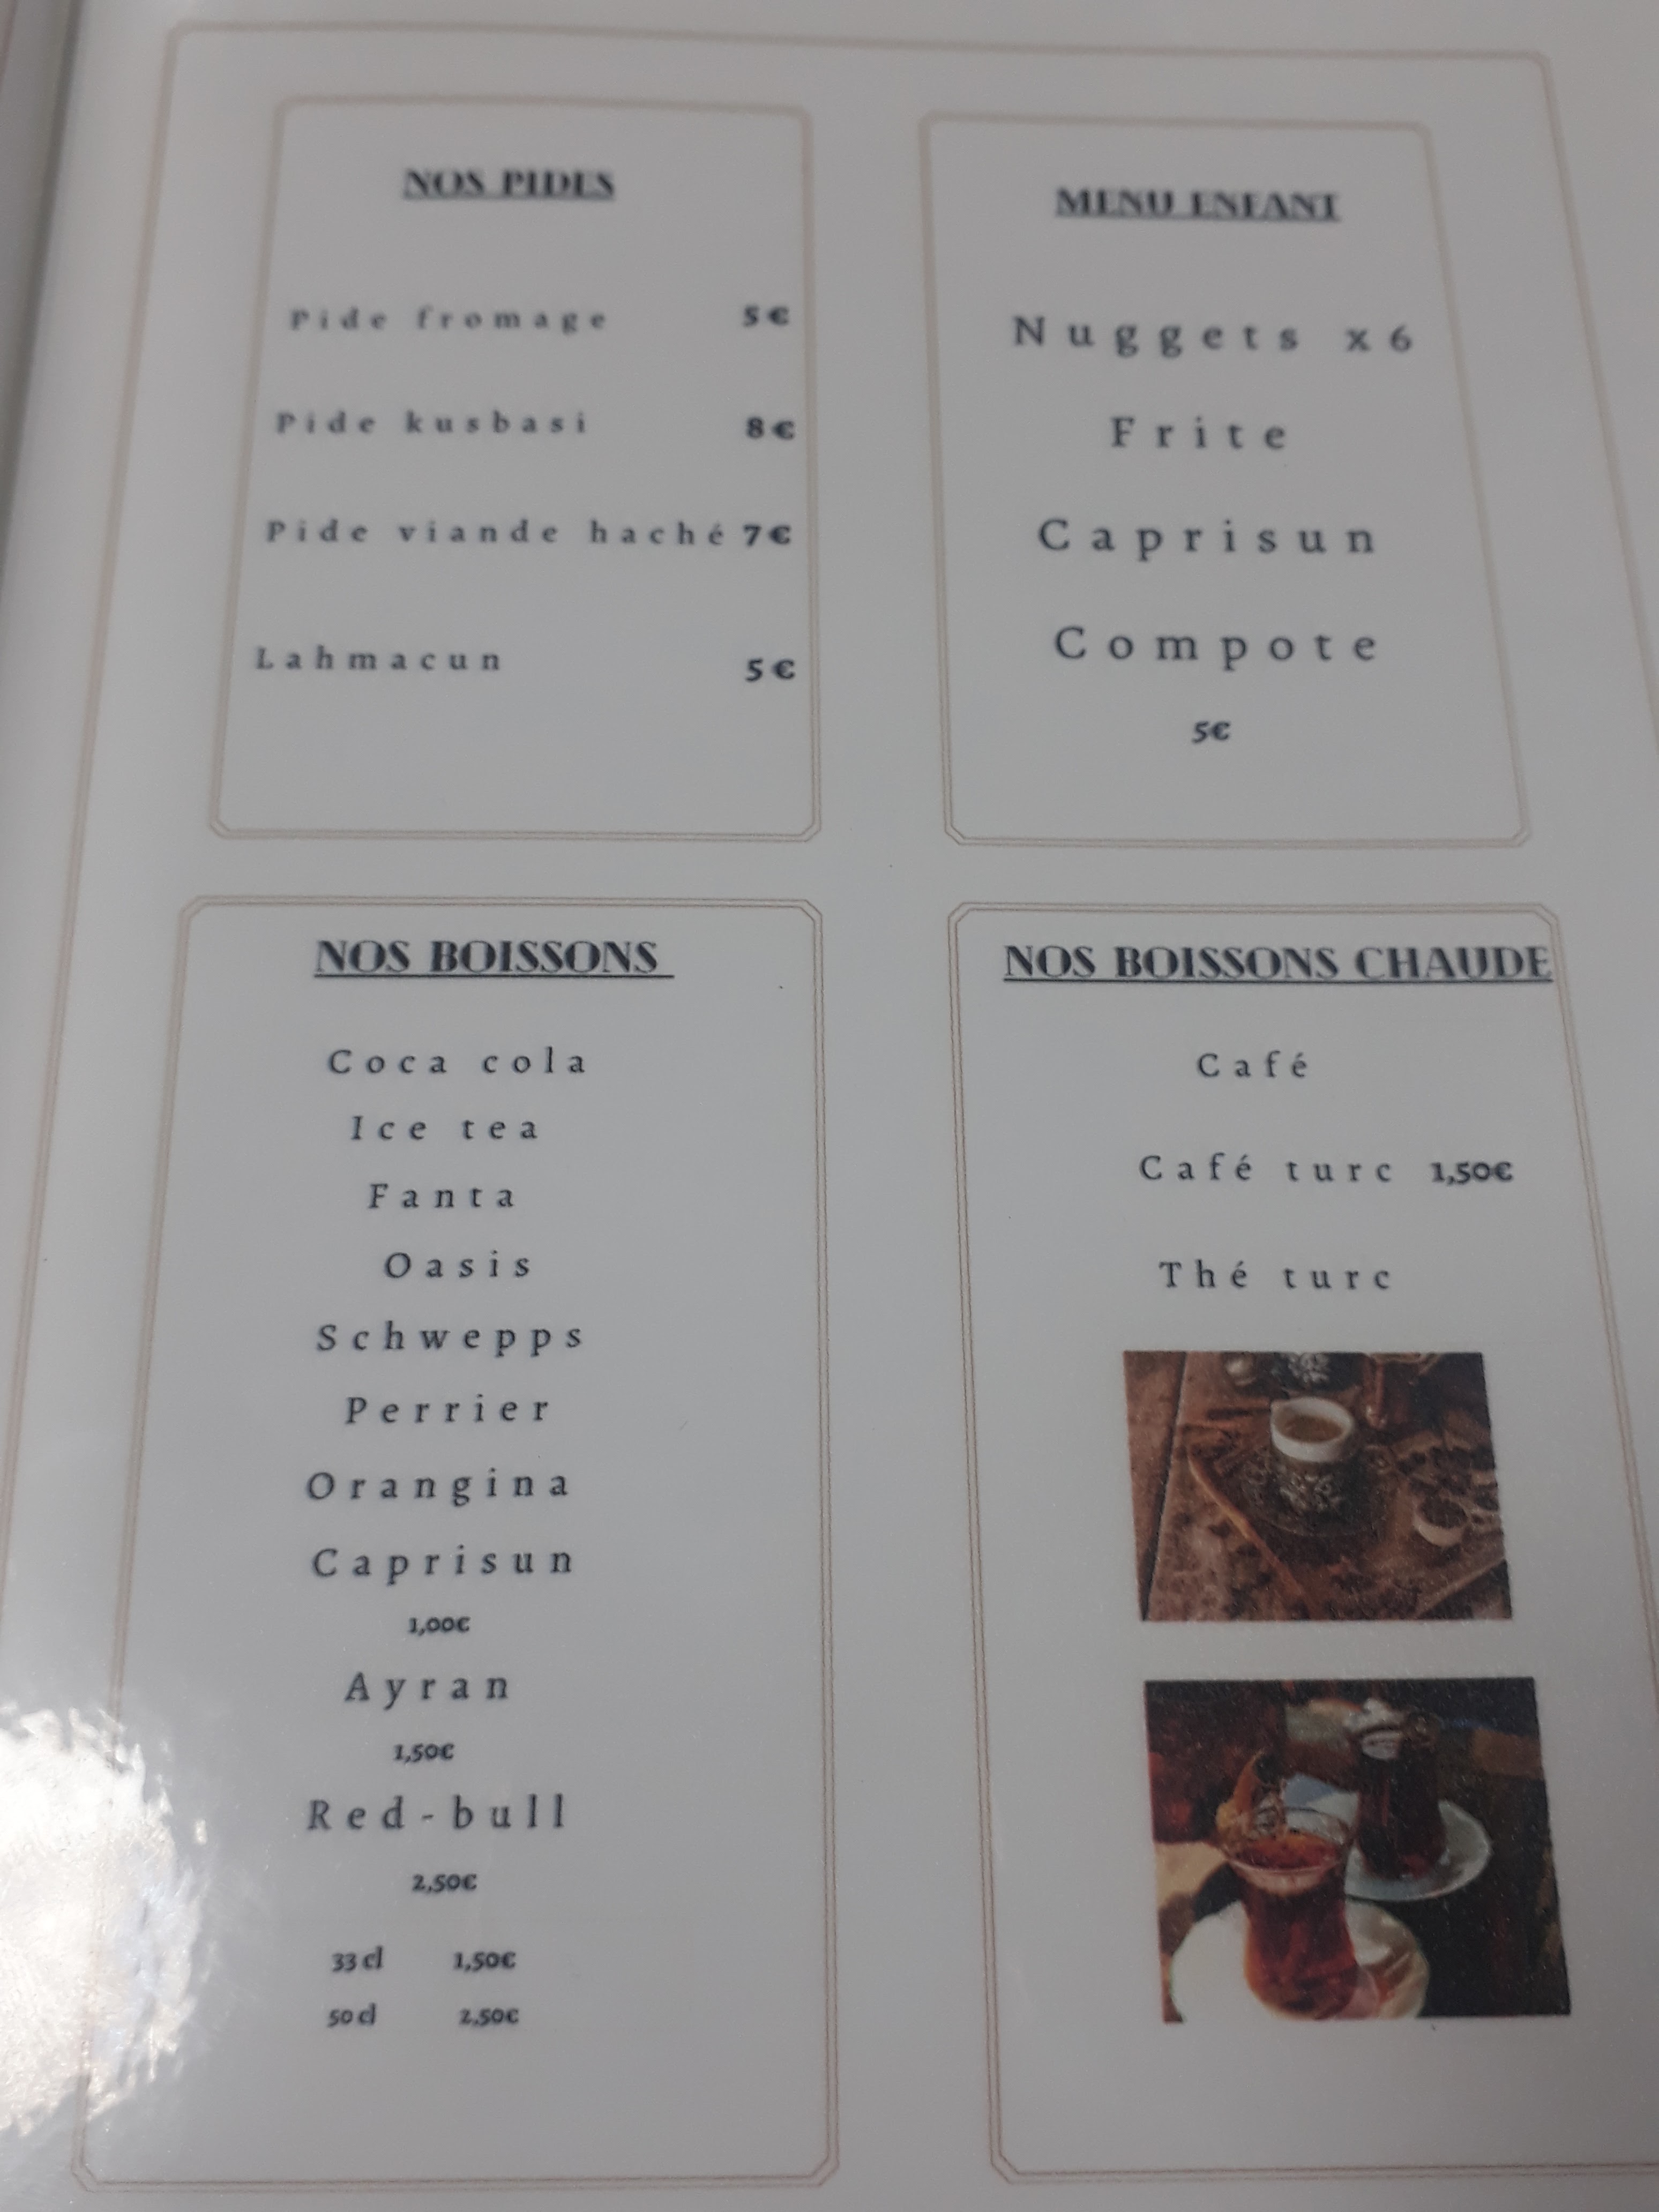 NOS PIDES
Pide fromage 5€
Pide kusbasi 8€
Pide viande haché 7€
Lahmacun 5€
MENU ENFANT
Nuggets x6
Frite
Caprisun
Compote
5€
NOS BOISSONS
Coca cola
Ice tea
Fanta
Oasis
Schwepps
Perrier
Orangina
Caprisun
1,00€
Ayran
1,50€
Red-bull
2,50€
33 cl 1,50€
50 cl 2,50€
NOS BOISSONS CHAUDE
Café
Café turc 1,50€
Thé turc